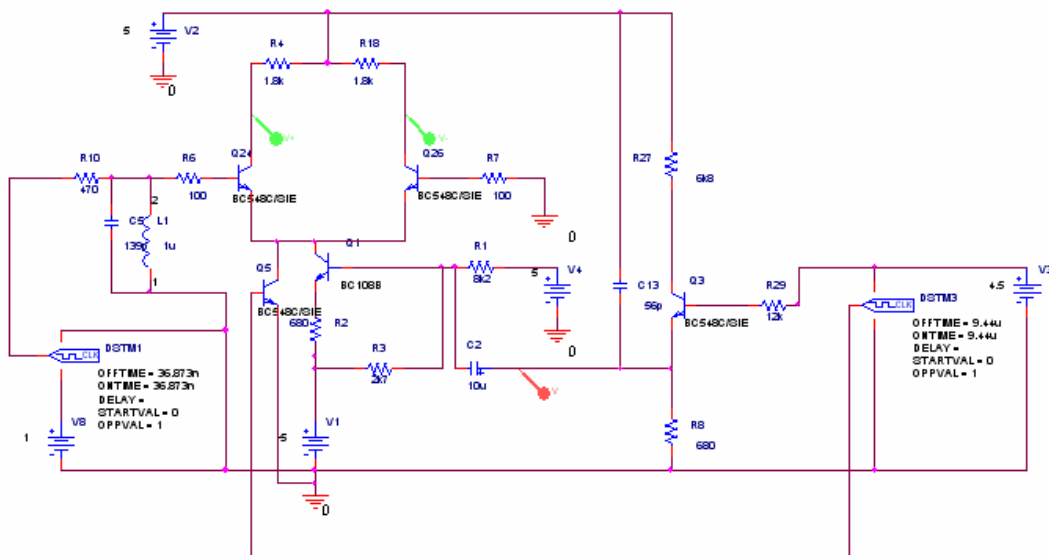 5
V2
0
R4
1.8k
R18
1.8k
V+
V-
R27
6k8
R10
470
R6
100
Q24
BC548C/SIE
Q26
BC548C/SIE
R7
100
0
C5
139p
2
L1
1u
1
Q5
BC548C/SIE
Q1
BC108B
R1
8k2
5
V4
0
C13
56p
Q3
BC548C/SIE
R29
12k
4.5
680
R2
R3
2k7
C2
10u
V
R8
680
CLK
DSTM1
OFFTIME = 36.873n
ONTIME = 36.873n
DELAY =
STARTVAL = 0
OPPVAL = 1
CLK
DSTM3
OFFTIME = 9.44u
ONTIME = 9.44u
DELAY =
STARTVAL = 0
OPPVAL = 1
1
V8
-5
V1
0